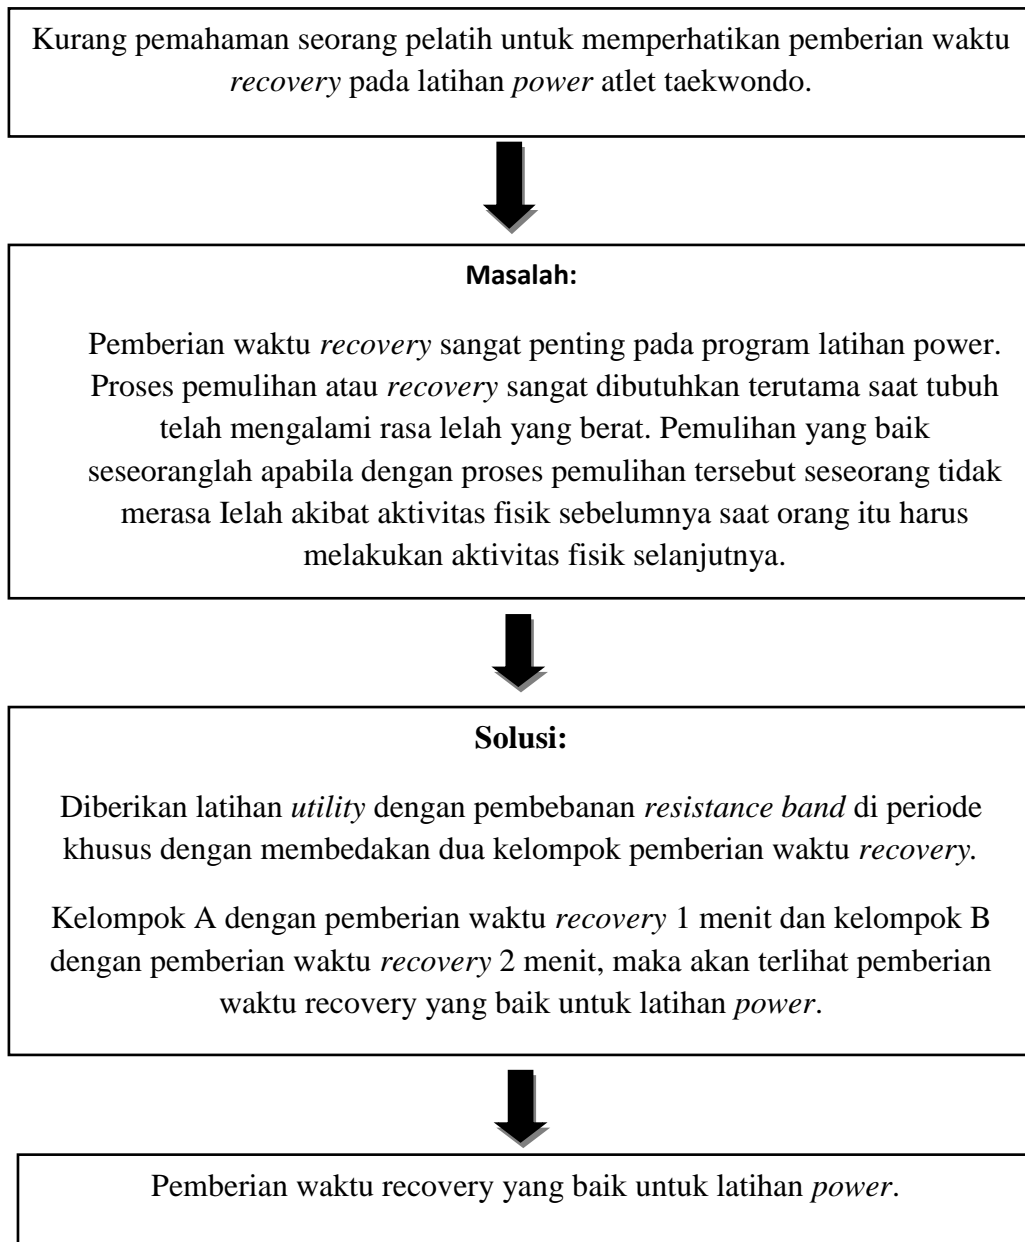 Kurang pemahaman seorang pelatih untuk memperhatikan pemberian waktu
recovery pada latihan power atlet taekwondo.
Masalah:
Pemberian waktu recovery sangat penting pada program latihan power.
Proses pemulihan atau recovery sangat dibutuhkan terutama saat tubuh
telah mengalami rasa lelah yang berat. Pemulihan yang baik
seseoranglah apabila dengan proses pemulihan tersebut seseorang tidak
merasa Ielah akibat aktivitas fisik sebelumnya saat orang itu harus
melakukan aktivitas fisik selanjutnya.
Solusi:
Diberikan latihan utility dengan pembebanan resistance band di periode
khusus dengan membedakan dua kelompok pemberian waktu recovery.
Kelompok A dengan pemberian waktu recovery 1 menit dan kelompok B
dengan pemberian waktu recovery 2 menit, maka akan terlihat pemberian
waktu recovery yang baik untuk latihan power.
Pemberian waktu recovery yang baik untuk latihan power.